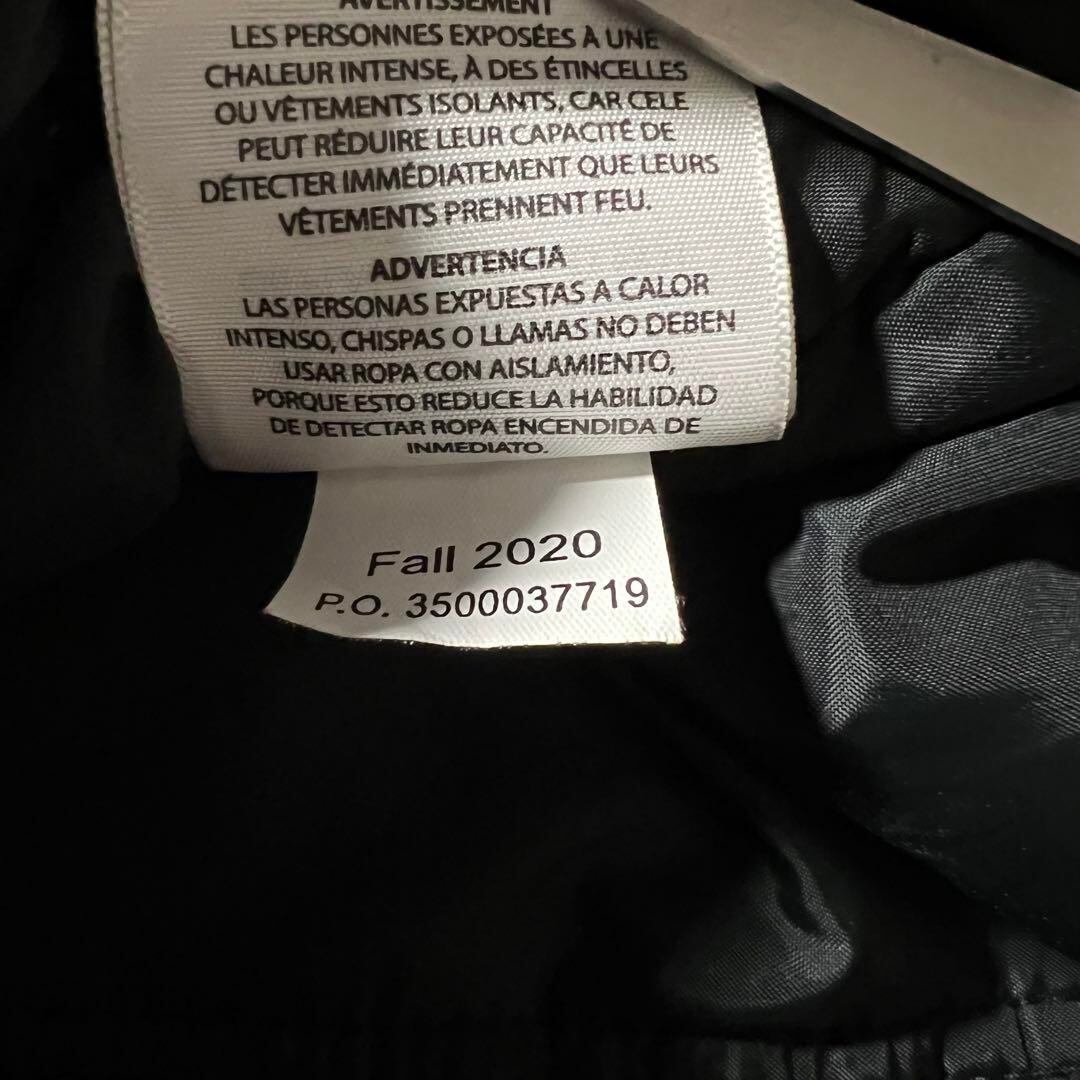 AVERTISSEMENT
LES PERSONNES EXPOSÉES À UNE
CHALEUR INTENSE, À DES ÉTINCELLES
OU VÊTEMENTS ISOLANTS, CAR CELE
PEUT RÉDUIRE LEUR CAPACITÉ DE
DÉTECTER IMMÉDIATEMENT QUE LEURS
VÊTEMENTS PRENNENT FEU.
ADVERTENCIA
LAS PERSONAS EXPUESTAS A CALOR
INTENSO, CHISPAS O LLAMAS NO DEBEN
USAR ROPA CON AISLAMIENTO,
PORQUE ESTO REDUCE LA HABILIDAD
DE DETECTAR ROPA ENCENDIDA DE
INMEDIATO.
Fall 2020
P.O. 3500037719